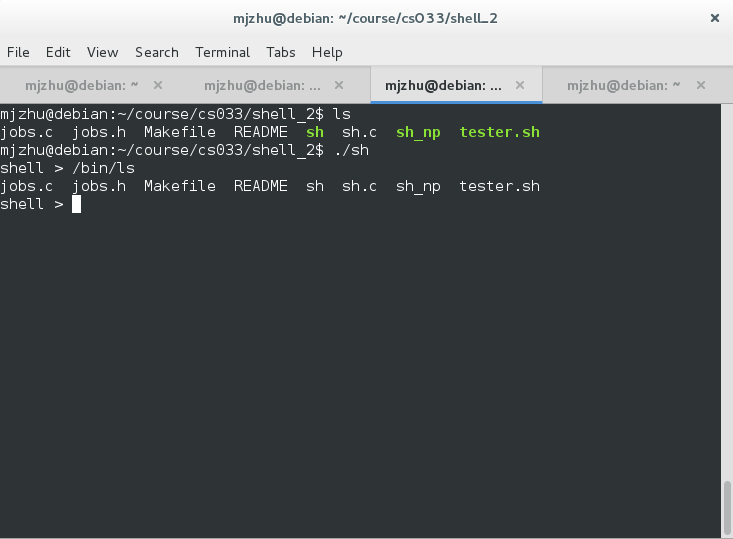 mjzhu@debian: ~/course/cs033/shell_2
File Edit View Search Terminal Tabs Help
mjzhu@debian: ~ mjzhu@debian: ... mjzhu@debian: ... mjzhu@debian: ~
mjzhu@debian:~/course/cs033/shell_2$ ls
jobs.c  jobs.h  Makefile  README  sh  sh.c  sh_np  tester.sh
mjzhu@debian:~/course/cs033/shell_2$ ./sh
shell > /bin/ls
jobs.c  jobs.h  Makefile  README  sh  sh.c  sh_np  tester.sh
shell >